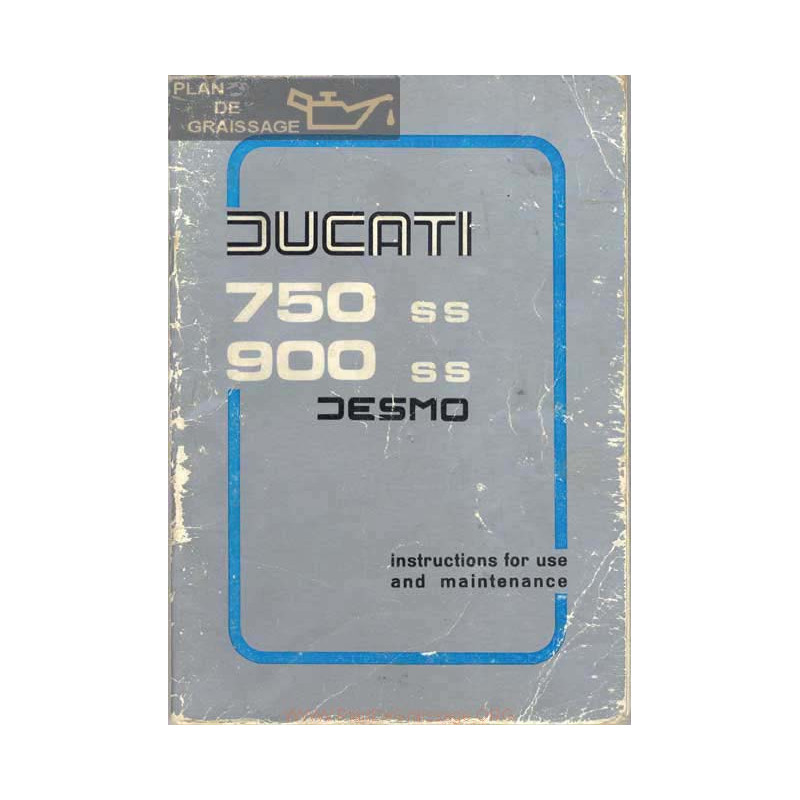 PLAN
DE
GRAISSAGE
DUCATI
750 SS
900 SS
DESMO
instructions for use
and maintenance